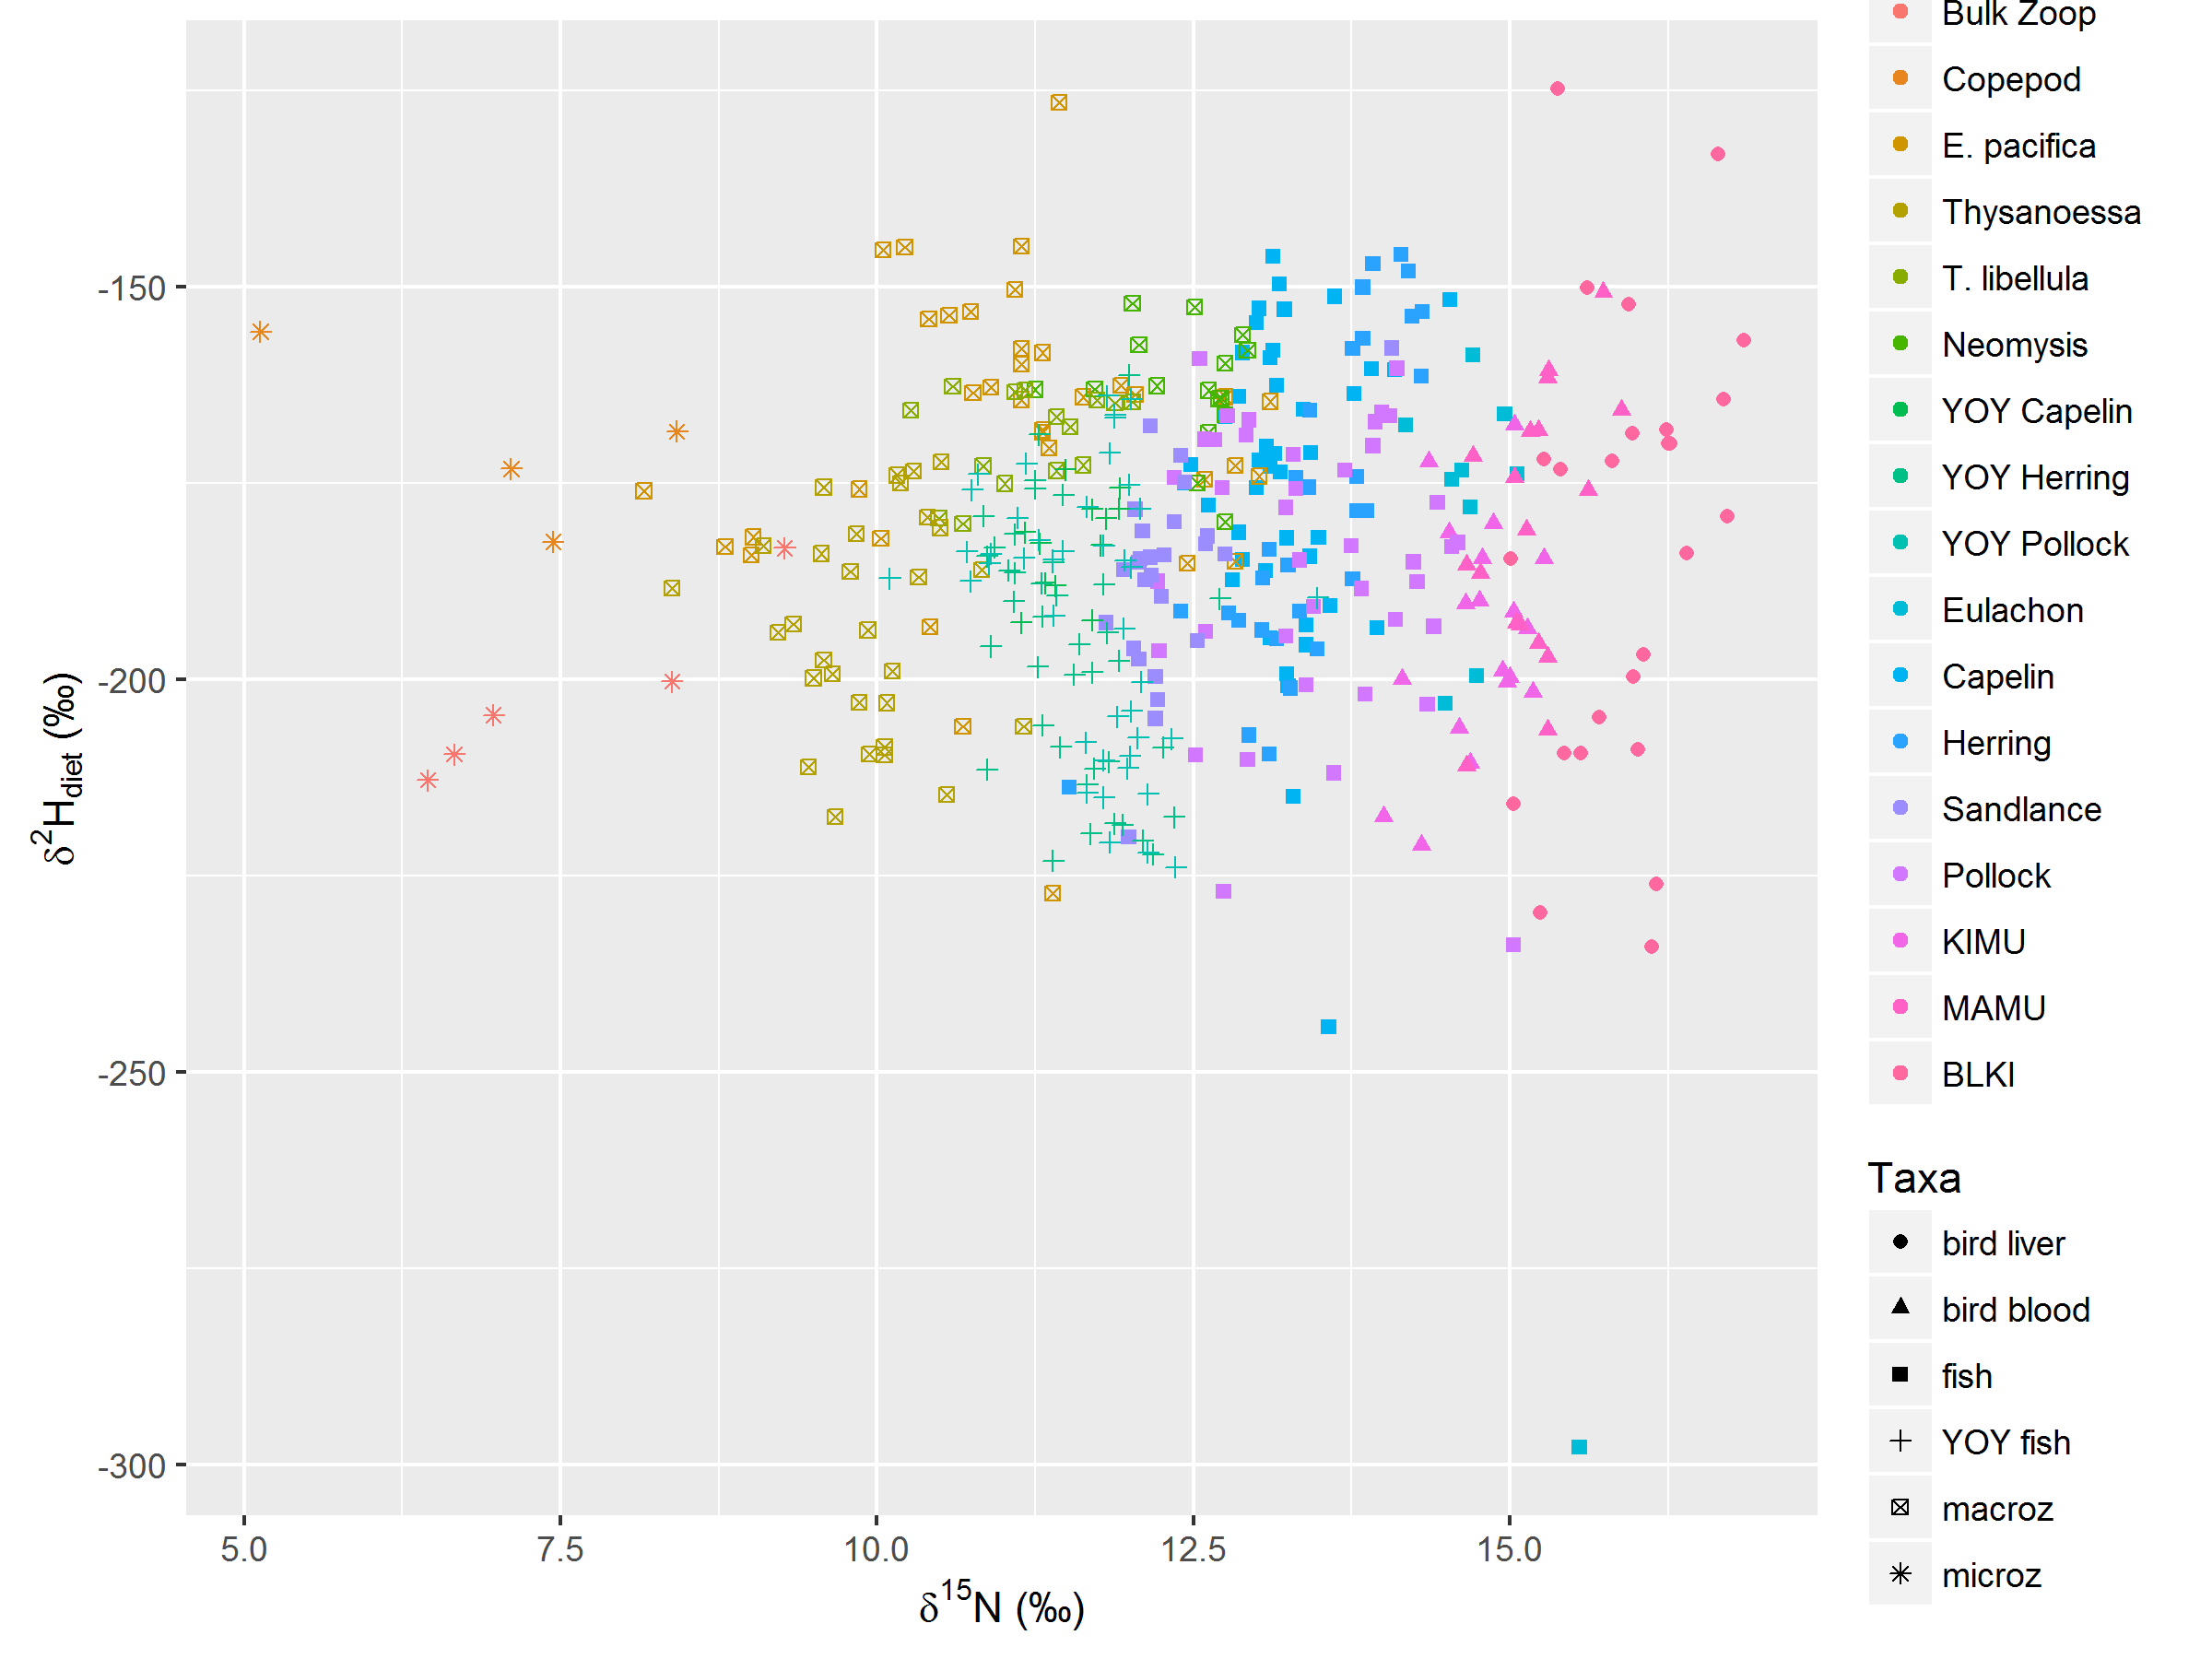 Bulk Zoop
Copepod
E. pacifica
Thysanoessa
T. libellula
Neomysis
YOY Capelin
YOY Herring
YOY Pollock
Eulachon
Capelin
Herring
Sandlance
Pollock
KIMU
MAMU
BLKI
Taxa
bird liver
bird blood
fish
YOY fish
macroz
microz
-150
-200
-250
-300
δ2Hdiet (‰)
5.0 7.5 10.0 12.5 15.0
δ15N (‰)